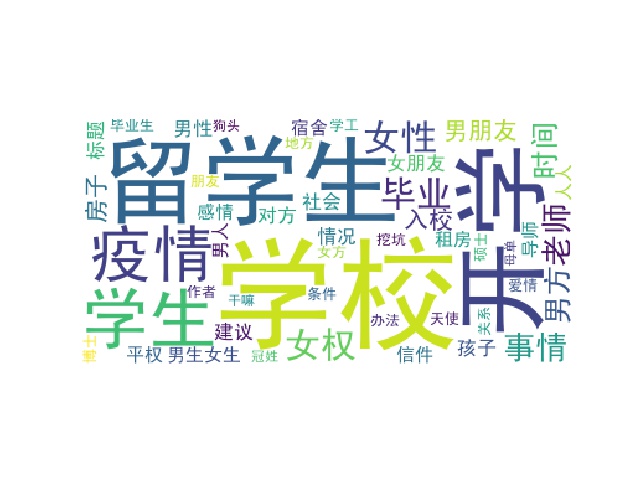 标题
毕业生
男性
狗头
宿舍
学工
地方
女性
男朋友
时间
人人
房子
留学生
朋友
感情
对方
社会
女朋友
毕业
入校
开学
疫情
男人
情况
女方
挖坑
租房
硕士
母单
导师
老师
爱情
男方
学生
作者
干嘛
学校
条件
办法
天使
关系
建议
女权
信件
孩子
事情
博士
平权
男生女生
冠姓